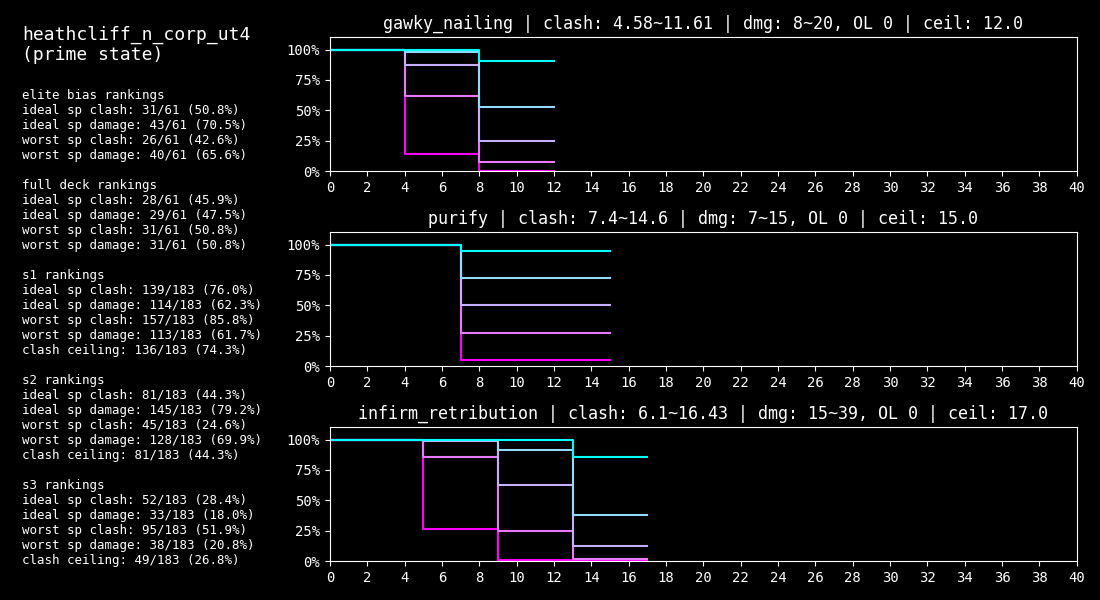 heathcliff_n_corp_ut4
(prime state)
elite bias rankings
ideal sp clash: 31/61 (50.8%)
ideal sp damage: 43/61 (70.5%)
worst sp clash: 26/61 (42.6%)
worst sp damage: 40/61 (65.6%)
full deck rankings
ideal sp clash: 28/61 (45.9%)
ideal sp damage: 29/61 (47.5%)
worst sp clash: 31/61 (50.8%)
worst sp damage: 31/61 (50.8%)
s1 rankings
ideal sp clash: 139/183 (76.0%)
ideal sp damage: 114/183 (62.3%)
worst sp clash: 157/183 (85.8%)
worst sp damage: 113/183 (61.7%)
clash ceiling: 136/183 (74.3%)
s2 rankings
ideal sp clash: 81/183 (44.3%)
ideal sp damage: 145/183 (79.2%)
worst sp clash: 45/183 (24.6%)
worst sp damage: 128/183 (69.9%)
clash ceiling: 81/183 (44.3%)
s3 rankings
ideal sp clash: 52/183 (28.4%)
ideal sp damage: 33/183 (18.0%)
worst sp clash: 95/183 (51.9%)
worst sp damage: 38/183 (20.8%)
clash ceiling: 49/183 (26.8%)
gawky_nailing | clash: 4.58~11.61 | dmg: 8~20, OL 0 | ceil: 12.0
100%
75%
50%
25%
0%
0 2 4 6 8 10 12 14 16 18 20 22 24 26 28 30 32 34 36 38 40
purify | clash: 7.4~14.6 | dmg: 7~15, OL 0 | ceil: 15.0
100%
75%
50%
25%
0%
0 2 4 6 8 10 12 14 16 18 20 22 24 26 28 30 32 34 36 38 40
infirm_retribution | clash: 6.1~16.43 | dmg: 15~39, OL 0 | ceil: 17.0
100%
75%
50%
25%
0%
0 2 4 6 8 10 12 14 16 18 20 22 24 26 28 30 32 34 36 38 40